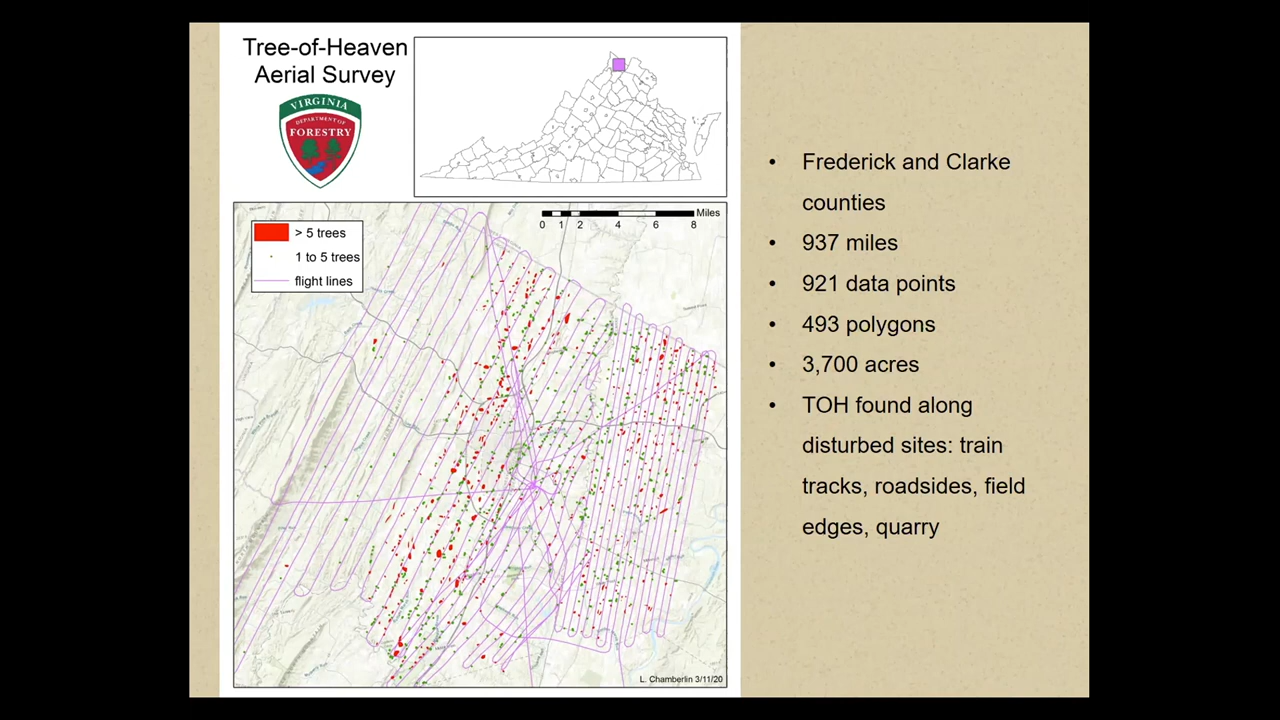 Tree-of-Heaven
Aerial Survey
VIRGINIA
DEPARTMENT OF
FORESTRY
> 5 trees
1 to 5 trees
flight lines
Miles
0 1 2 4 6 8
L. Chamberlin 3/11/20
• Frederick and Clarke
counties
• 937 miles
• 921 data points
• 493 polygons
• 3,700 acres
• TOH found along
disturbed sites: train
tracks, roadsides, field
edges, quarry